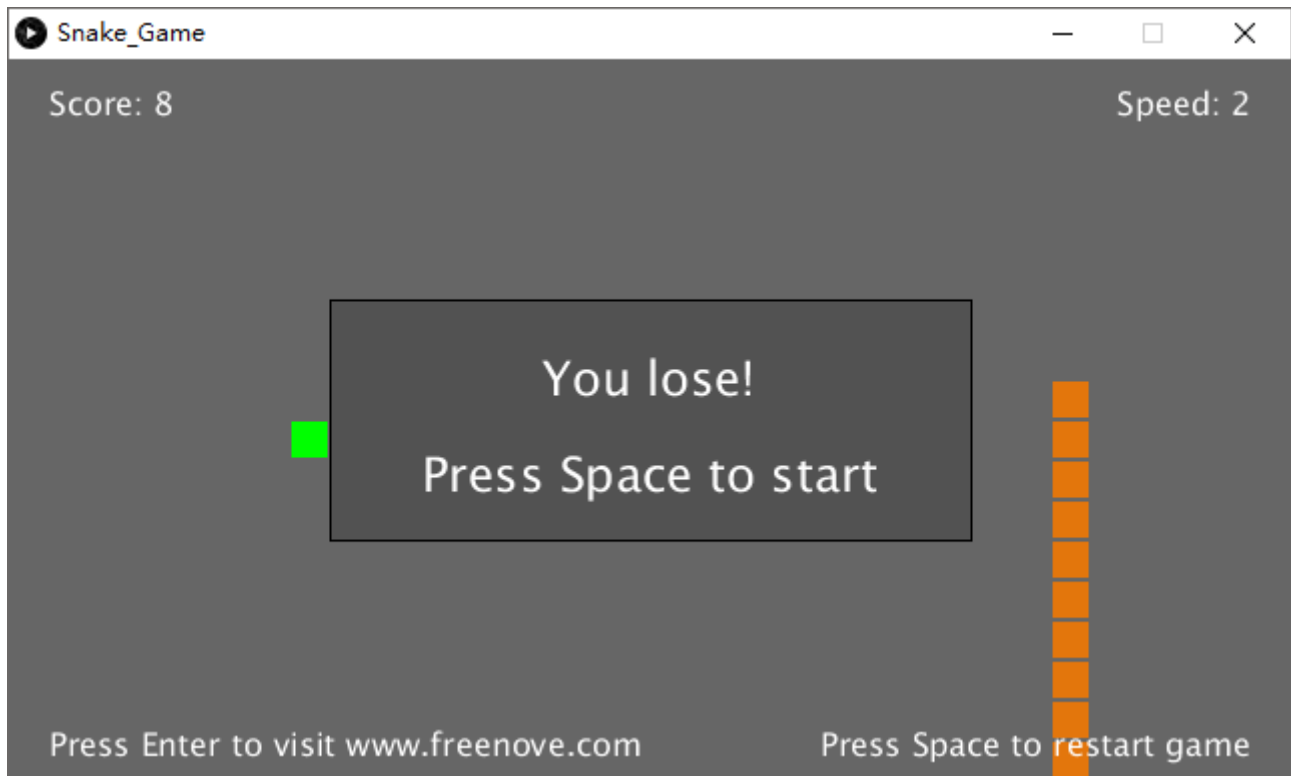 Snake_Game
Score: 8
Speed: 2
You lose!
Press Space to start
Press Enter to visit www.freenove.com
Press Space to restart game